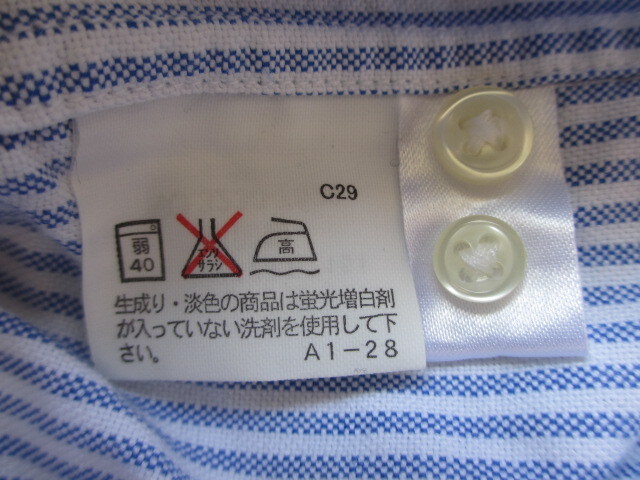 C29
弱
40
エンソ
サラシ
高
生成り・淡色の商品は蛍光増白剤
が入っていない洗剤を使用して下
さい。
A1-28